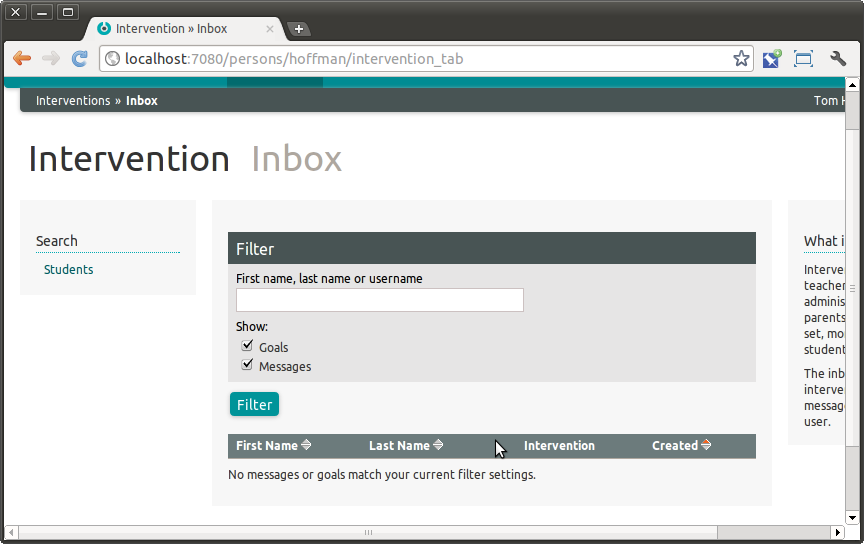 Intervention » Inbox
localhost:7080/persons/hoffman/intervention_tab
Interventions » Inbox
Tom H
Intervention Inbox
Search
Students
Filter
First name, last name or username
Show:
Goals
Messages
Filter
First Name Last Name Intervention Created
No messages or goals match your current filter settings.
What i
Interve
teacher
adminis
parents
set, mo
student
The inb
interve
messag
user.